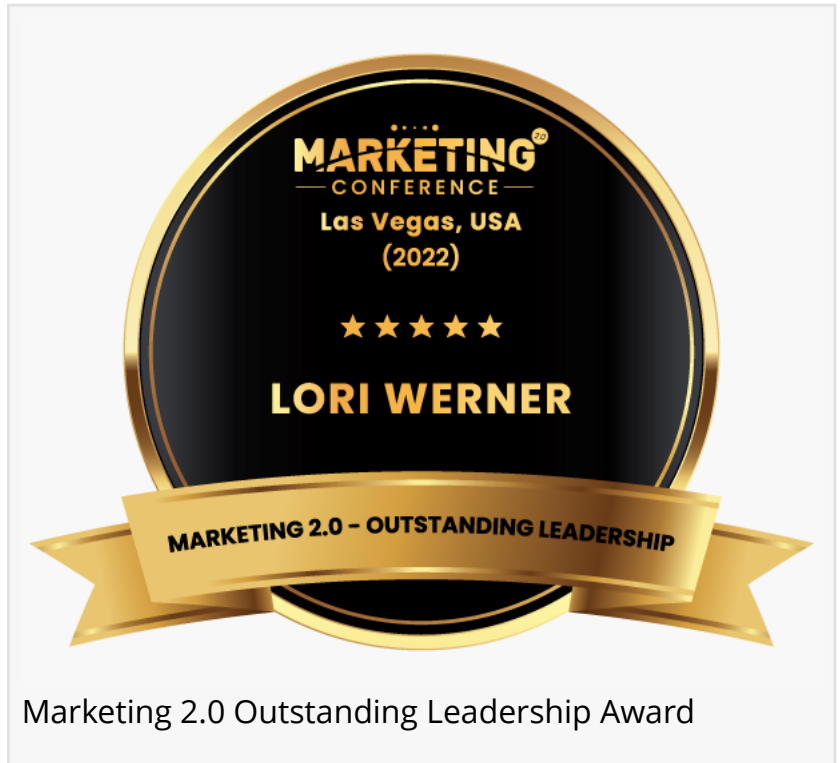 MARKETING 2.0
CONFERENCE
Las Vegas, USA
(2022)
LORI WERNER
MARKETING 2.0 - OUTSTANDING LEADERSHIP
Marketing 2.0 Outstanding Leadership Award